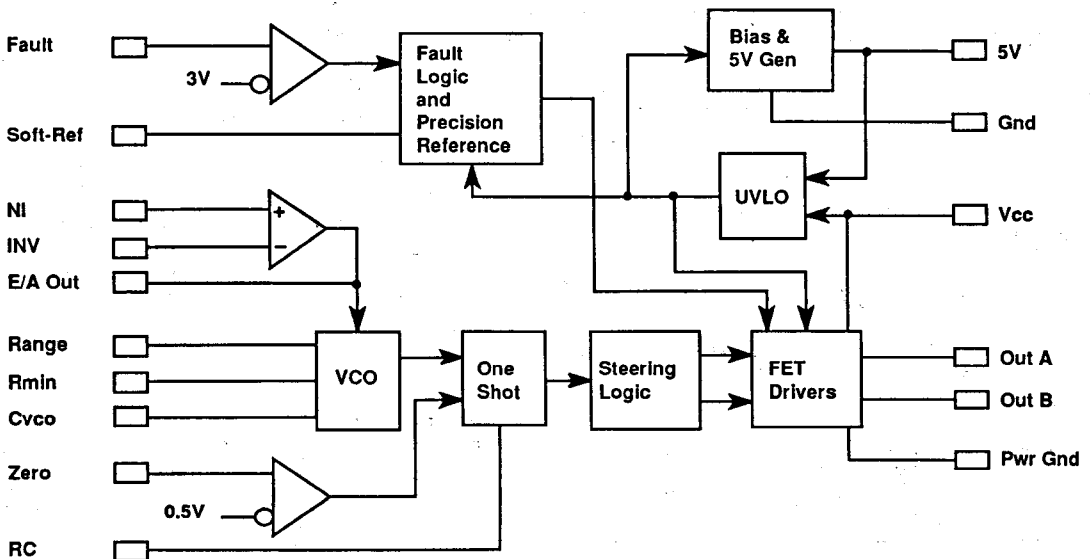 Fault
3V
Soft-Ref
NI
INV
E/A Out
Range
Rmin
Cvco
Zero
0.5V
RC
+
−
Fault
Logic
and
Precision
Reference
Bias &
5V Gen
UVLO
VCO
One
Shot
Steering
Logic
FET
Drivers
5V
Gnd
Vcc
Out A
Out B
Pwr Gnd